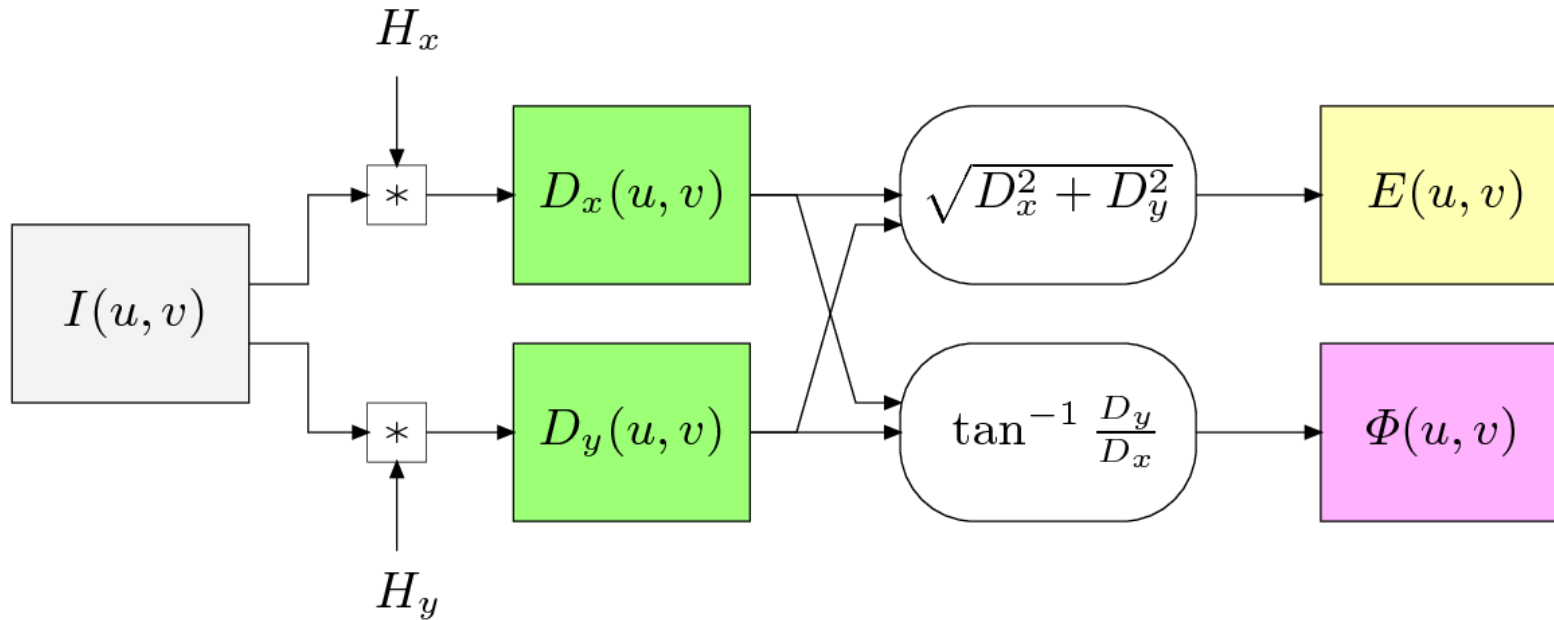 H_x
*
D_x(u, v)
√(D_x^2 + D_y^2)
E(u, v)
I(u, v)
*
D_y(u, v)
tan^{-1} D_y/D_x
Φ(u, v)
H_y